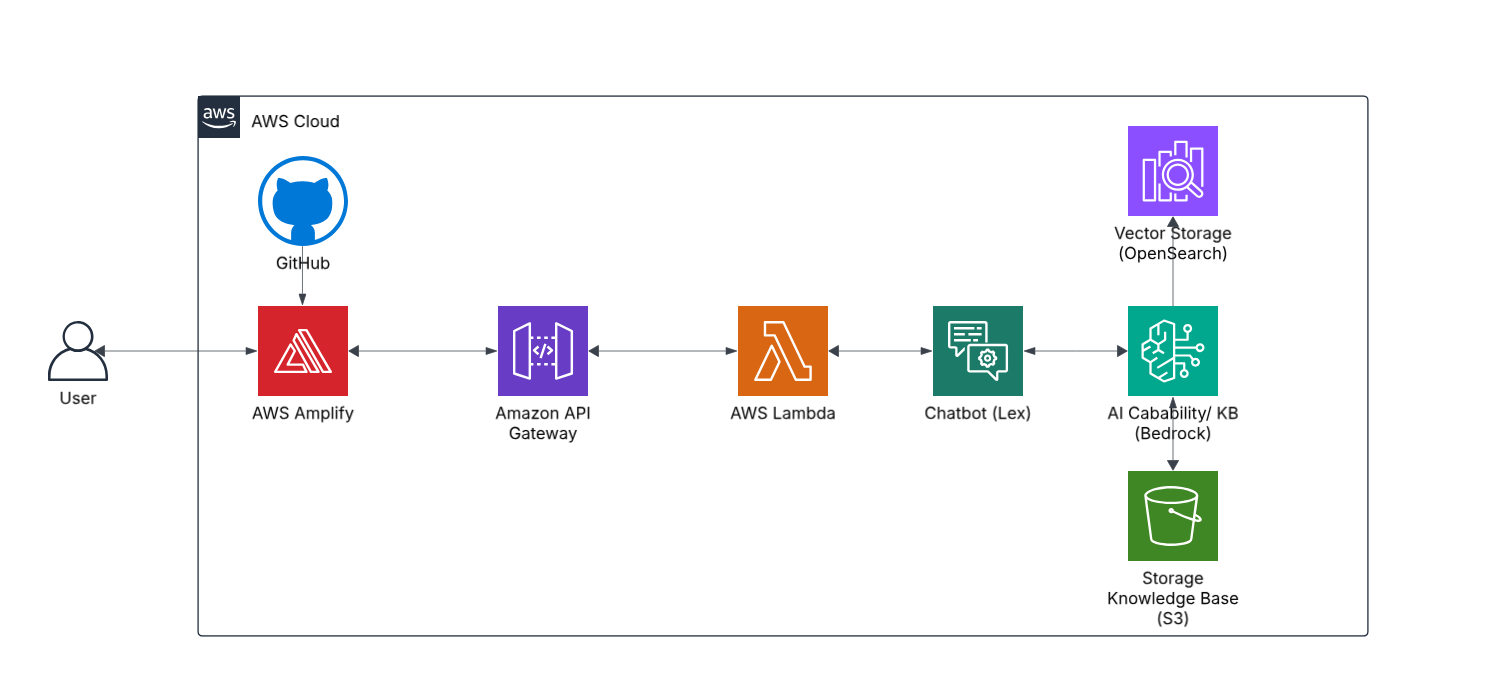 aws
AWS Cloud
GitHub
Vector Storage
(OpenSearch)
</>
User
AWS Amplify
Amazon API
Gateway
AWS Lambda
Chatbot (Lex)
AI Cabability/ KB
(Bedrock)
Storage
Knowledge Base
(S3)